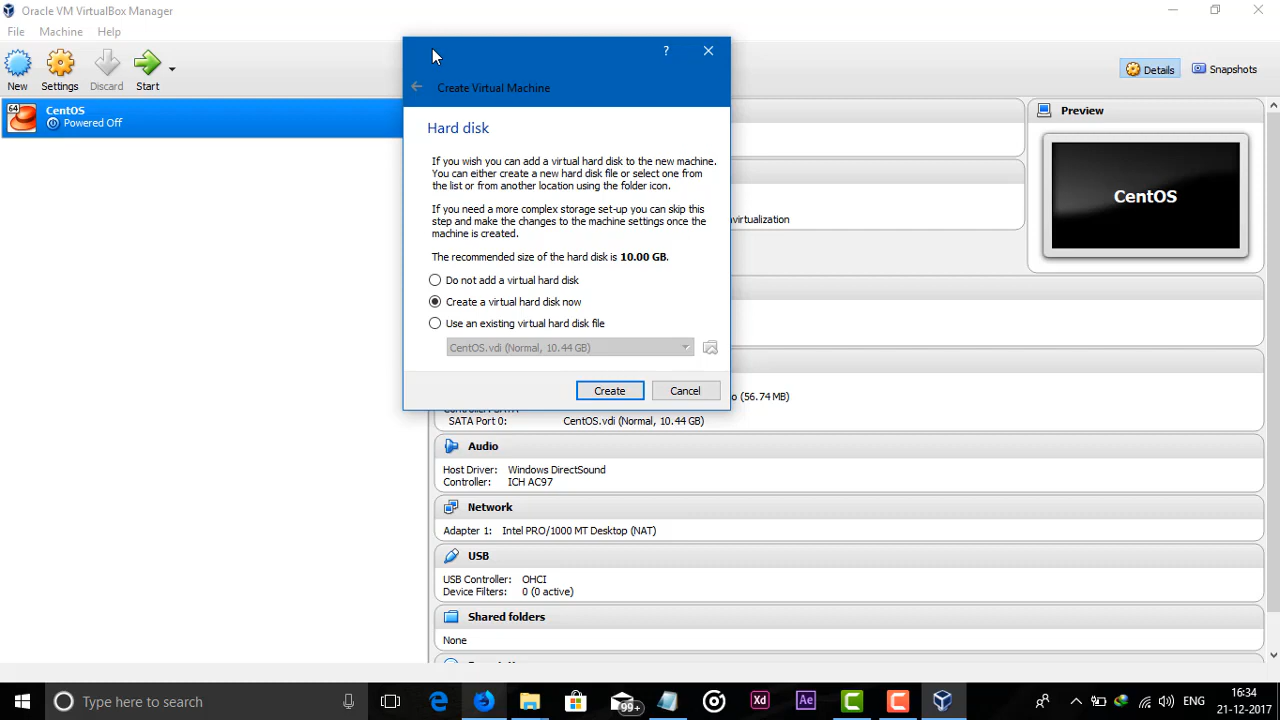 Oracle VM VirtualBox Manager
File Machine Help
New Settings Discard Start
Details Snapshots
64
CentOS
Powered Off
?
Create Virtual Machine
Hard disk
If you wish you can add a virtual hard disk to the new machine.
You can either create a new hard disk file or select one from
the list or from another location using the folder icon.
If you need a more complex storage set-up you can skip this
step and make the changes to the machine settings once the
machine is created.
The recommended size of the hard disk is 10.00 GB.
Do not add a virtual hard disk
Create a virtual hard disk now
Use an existing virtual hard disk file
CentOS.vdi (Normal, 10.44 GB)
Create Cancel
Preview
CentOS
(56.74 MB)
SATA Port 0: CentOS.vdi (Normal, 10.44 GB)
Audio
Host Driver: Windows DirectSound
Controller: ICH AC97
Network
Adapter 1: Intel PRO/1000 MT Desktop (NAT)
USB
USB Controller: OHCI
Device Filters: 0 (0 active)
Shared folders
None
Type here to search
99+
Xd
Ae
ENG
16:34
21-12-2017